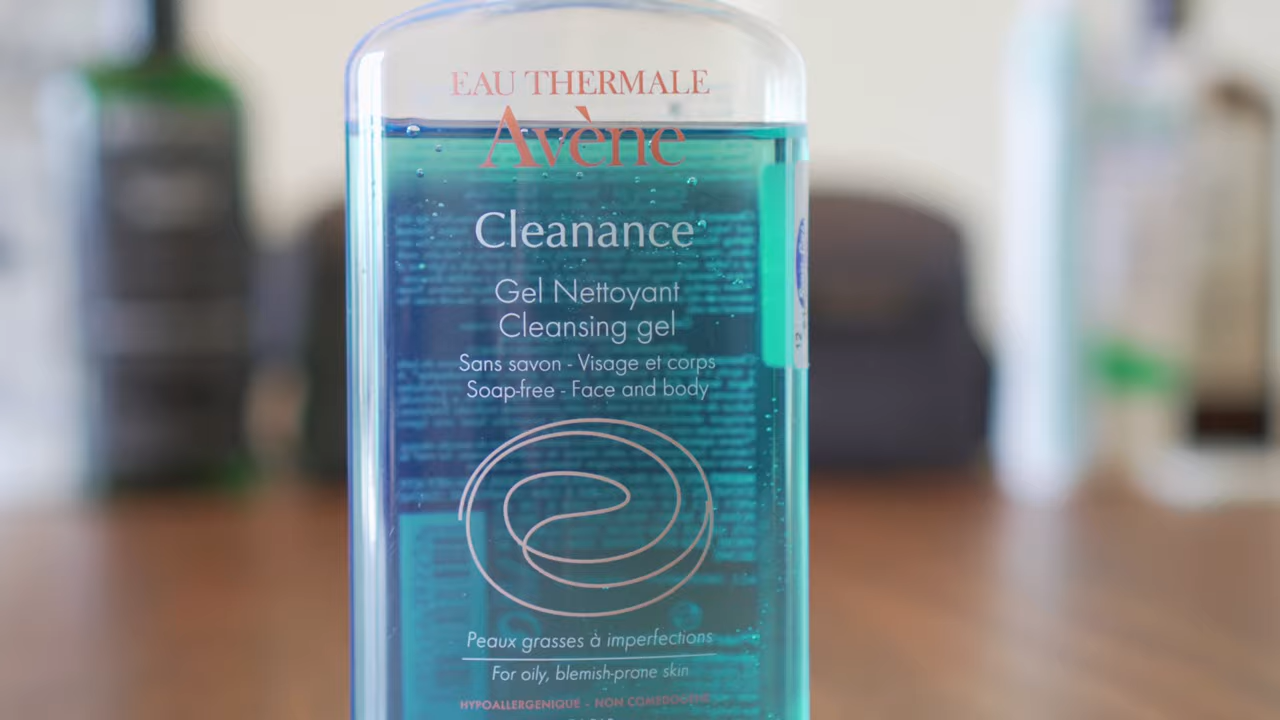 EAU THERMALE
Avène
Cleanance
Gel Nettoyant
Cleansing gel
Sans savon - Visage et corps
Soap-free - Face and body
Peaux grasses à imperfections
For oily, blemish-prone skin
HYPOALLERGENIQUE - NON COMEDOGENE